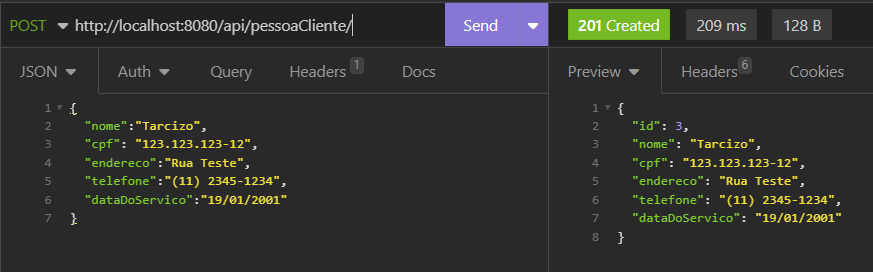 POST http://localhost:8080/api/pessoaCliente/ Send 201 Created 209 ms 128 B
JSON Auth Query Headers 1 Docs
Preview Headers 6 Cookies
1 {
2 "nome":"Tarcizo",
3 "cpf": "123.123.123-12",
4 "endereco":"Rua Teste",
5 "telefone":"(11) 2345-1234",
6 "dataDoServico":"19/01/2001"
7 }
1 {
2 "id": 3,
3 "nome": "Tarcizo",
4 "cpf": "123.123.123-12",
5 "endereco": "Rua Teste",
6 "telefone": "(11) 2345-1234",
7 "dataDoServico": "19/01/2001"
8 }